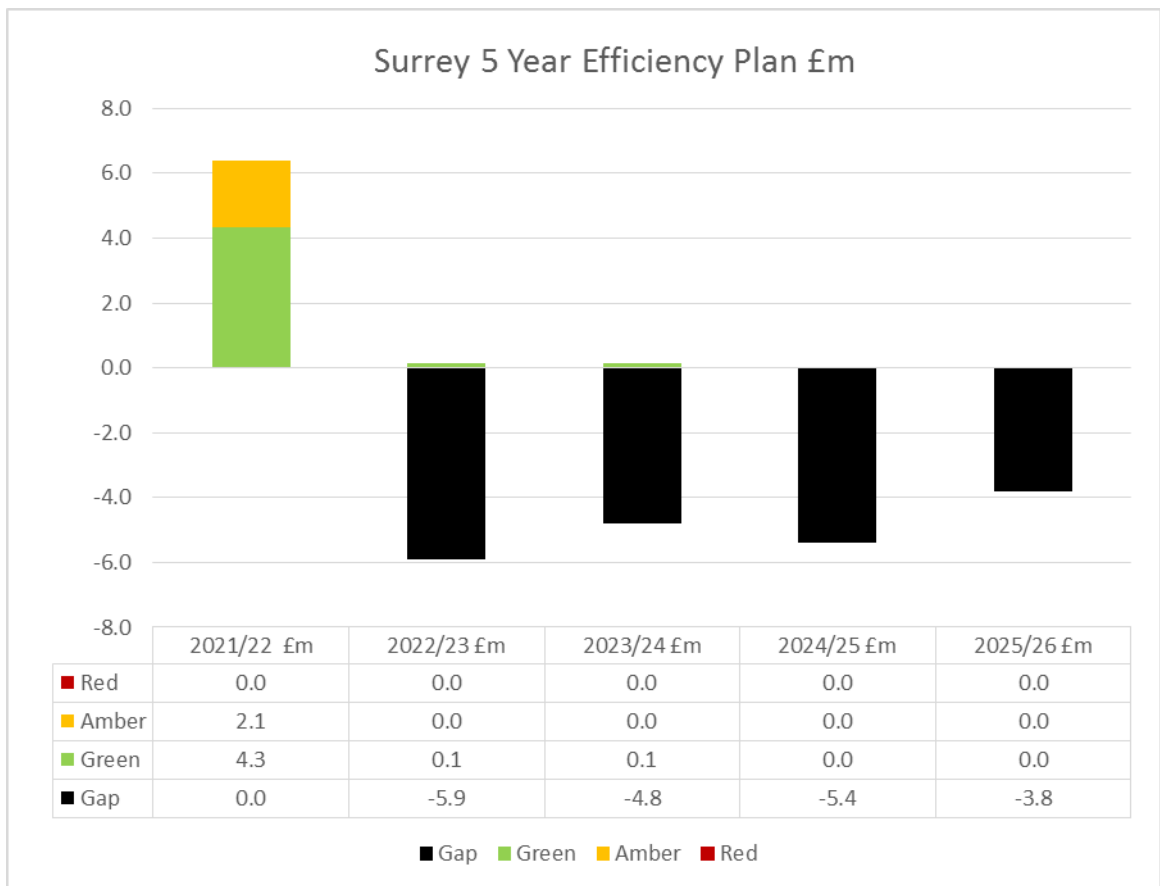 Surrey 5 Year Efficiency Plan £m
8.0
6.0
4.0
2.0
0.0
-2.0
-4.0
-6.0
-8.0
2021/22 £m 2022/23 £m 2023/24 £m 2024/25 £m 2025/26 £m
Red 0.0 0.0 0.0 0.0 0.0
Amber 2.1 0.0 0.0 0.0 0.0
Green 4.3 0.1 0.1 0.0 0.0
Gap 0.0 -5.9 -4.8 -5.4 -3.8
Gap Green Amber Red